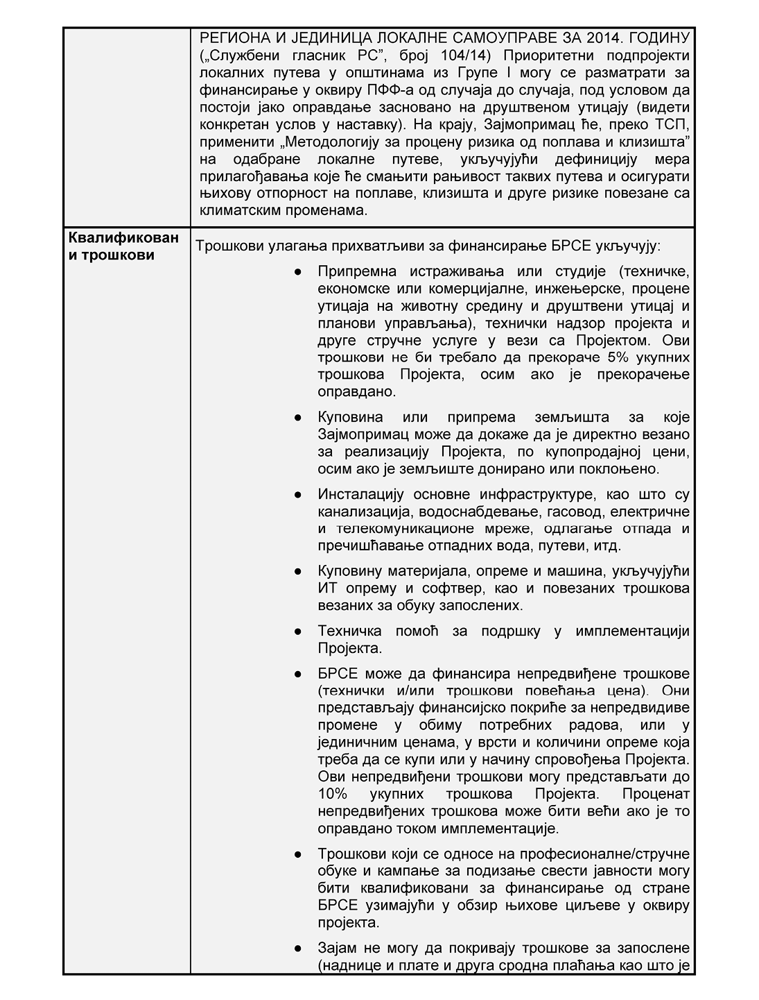 РЕГИОНА И ЈЕДИНИЦА ЛОКАЛНЕ САМОУПРАВЕ ЗА 2014. ГОДИНУ
(„Службени гласник РС”, број 104/14) Приоритетни подпројекти
локалних путева у општинама из Групе I могу се разматрати за
финансирање у оквиру ПФФ-а од случаја до случаја, под условом да
постоји јако оправдање засновано на друштвеном утицају (видети
конкретан услов у наставку). На крају, Зајмопримац ће, преко ТСП,
применити „Методологију за процену ризика од поплава и клизишта”
на одабране локалне путеве, укључујући дефиницију мера
прилагођавања које ће смањити рањивост таквих путева и осигурати
њихову отпорност на поплаве, клизишта и друге ризике повезане са
климатским променама.
Квалификован
и трошкови
Трошкови улагања прихватљиви за финансирање БРСЕ укључују:
● Припремна истраживања или студије (техничке,
економске или комерцијалне, инжењерске, процене
утицаја на животну средину и друштвени утицај и
планови управљања), технички надзор пројекта и
друге стручне услуге у вези са Пројектом. Ови
трошкови не би требало да прекораче 5% укупних
трошкова Пројекта, осим ако је прекорачење
оправдано.
● Куповина или припрема земљишта за које
Зајмопримац може да докаже да је директно везано
за реализацију Пројекта, по купопродајној цени,
осим ако је земљиште донирано или поклоњено.
● Инсталацију основне инфраструктуре, као што су
канализација, водоснабдевање, гасовод, електричне
и телекомуникационе мреже, одлагање отпада и
пречишћавање отпадних вода, путеви, итд.
● Куповину материјала, опреме и машина, укључујући
ИТ опрему и софтвер, као и повезаних трошкова
везаних за обуку запослених.
● Техничка помоћ за подршку у имплементацији
Пројекта.
● БРСЕ може да финансира непредвиђене трошкове
(технички и/или трошкови повећања цена). Они
представљају финансијско покриће за непредвидиве
промене у обиму потребних радова, или у
јединичним ценама, у врсти и количини опреме која
треба да се купи или у начину спровођења Пројекта.
Ови непредвиђени трошкови могу представљати до
10% укупних трошкова Пројекта. Проценат
непредвиђених трошкова може бити већи ако је то
оправдано током имплементације.
● Трошкови који се односе на професионалне/стручне
обуке и кампање за подизање свести јавности могу
бити квалификовани за финансирање од стране
БРСЕ узимајући у обзир њихове циљеве у оквиру
пројекта.
● Зајам не могу да покривају трошкове за запослене
(наднице и плате и друга сродна плаћања као што је